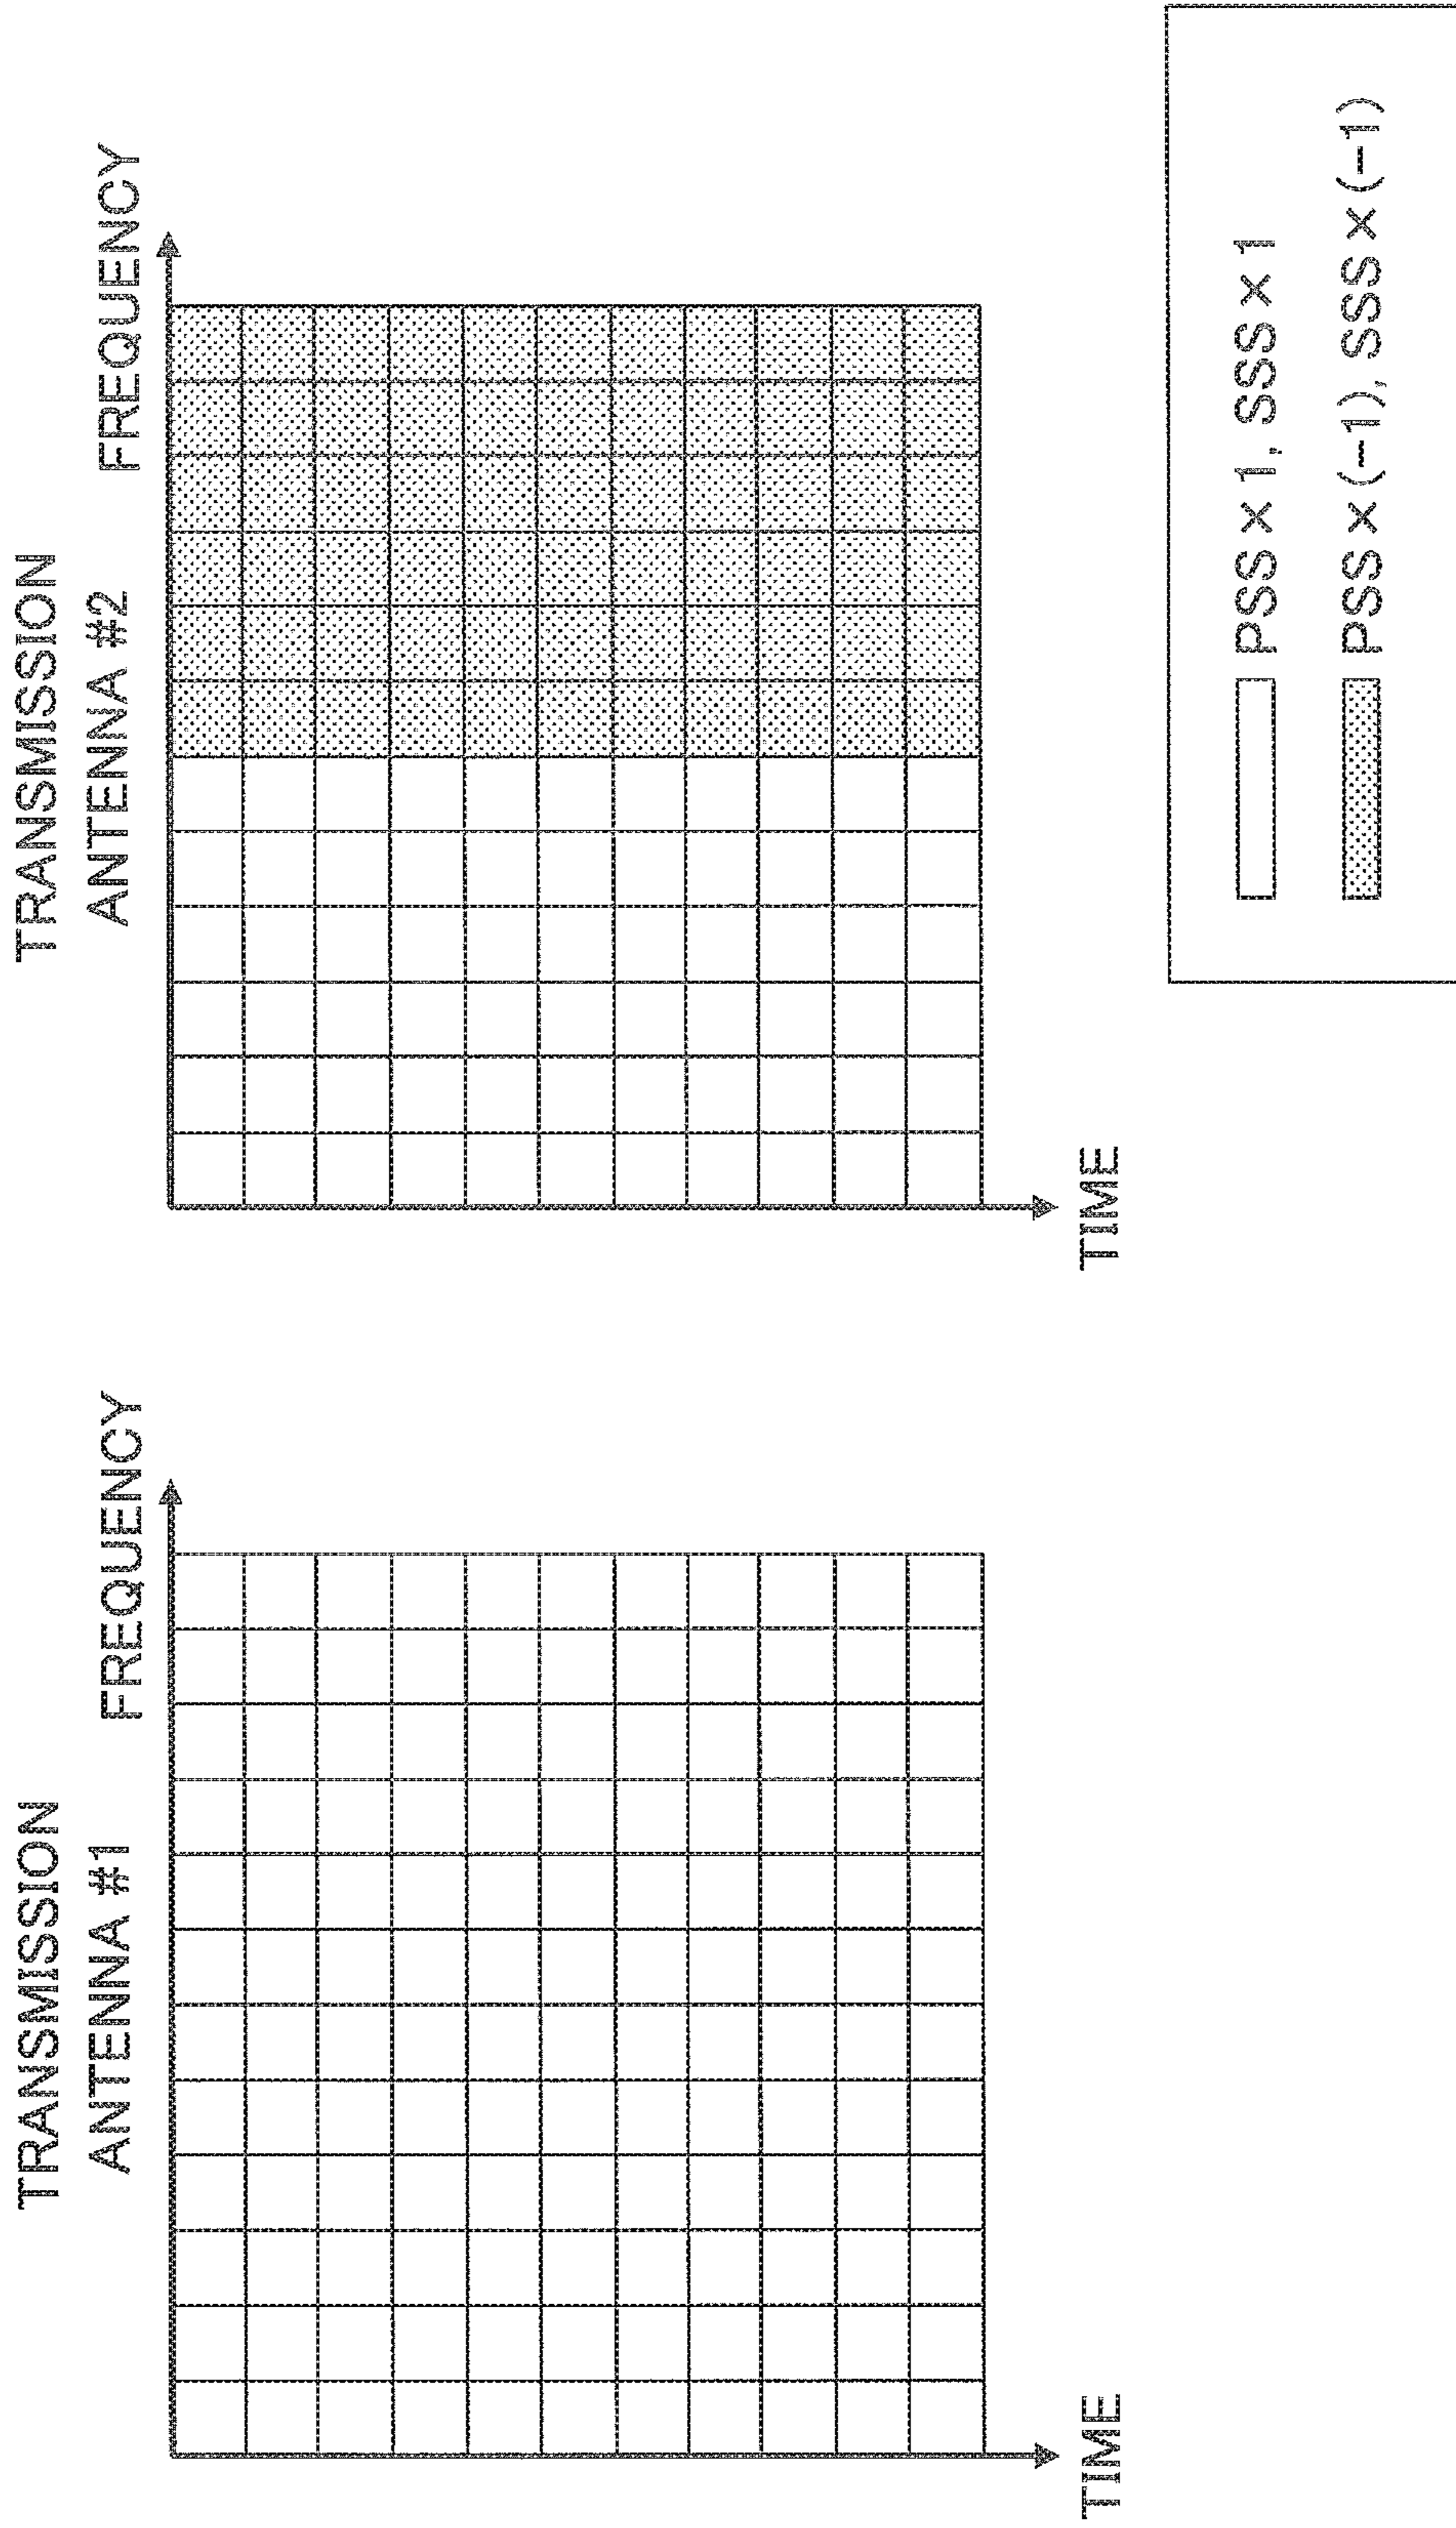 TRANSMISSION
ANTENNA #1
FREQUENCY
TIME
TRANSMISSION
ANTENNA #2
FREQUENCY
TIME
PSS × 1, SSS × 1
PSS × (−1), SSS × (−1)